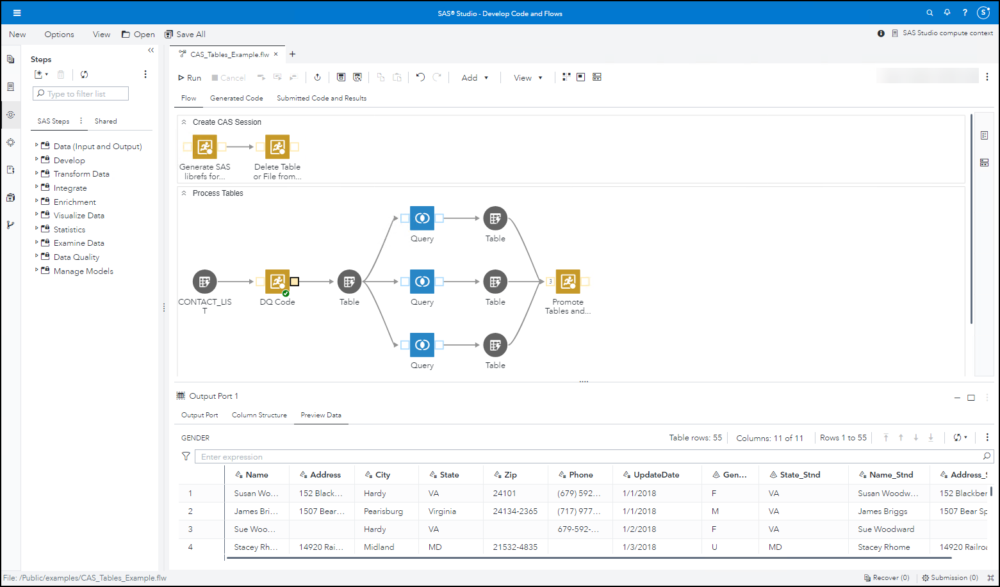 SAS® Studio - Develop Code and Flows
?
S
New Options View Open Save All
SAS Studio compute context
Steps
Type to filter list
SAS Steps Shared
Data (Input and Output)
Develop
Transform Data
Integrate
Enrichment
Visualize Data
Statistics
Examine Data
Data Quality
Manage Models
CAS_Tables_Example.flw × +
Run Cancel Add View
Flow Generated Code Submitted Code and Results
Create CAS Session
Generate SAS
librefs for...
Delete Table
or File from...
Process Tables
Query Table
CONTACT_LIS
T
DQ Code Table Query Table
3
Promote
Tables and...
Query Table
Output Port 1
Output Port Column Structure Preview Data
GENDER Table rows: 55 Columns: 11 of 11 Rows 1 to 55
Enter expression
Name Address City State Zip Phone UpdateDate Gen... State_Stnd Name_Stnd Address_S
1 Susan Wo... 152 Black... Hardy VA 24101 (679) 592... 1/1/2018 F VA Susan Woodw... 152 Blackber
2 James Bri... 1507 Bear... Pearisburg Virginia 24134-2365 (717) 977... 1/1/2018 M VA James Briggs 1507 Bear Sp
3 Sue Woo... Hardy VA 679-592-... 1/2/2018 F VA Sue Woodward
4 Stacey Rh... 14920 Rai... Midland MD 21532-4835 1/3/2018 U MD Stacey Rhome 14920 Railroa
File: /Public/examples/CAS_Tables_Example.flw Recover (0) Submission (0)